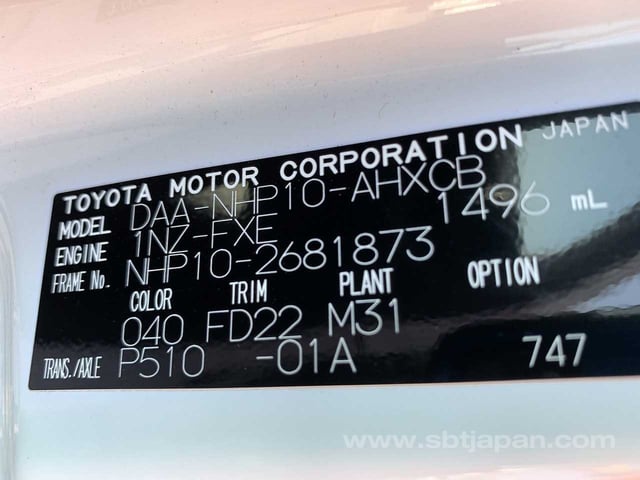 TOYOTA MOTOR CORPORATION JAPAN
MODEL DAA-NHP10-AHXCB
ENGINE 1NZ-FXE 1496 mL
FRAME No. NHP10-2681873
COLOR TRIM PLANT OPTION
040 FD22 M31
TRANS./AXLE P510 -01A 747
www.sbtjapan.com